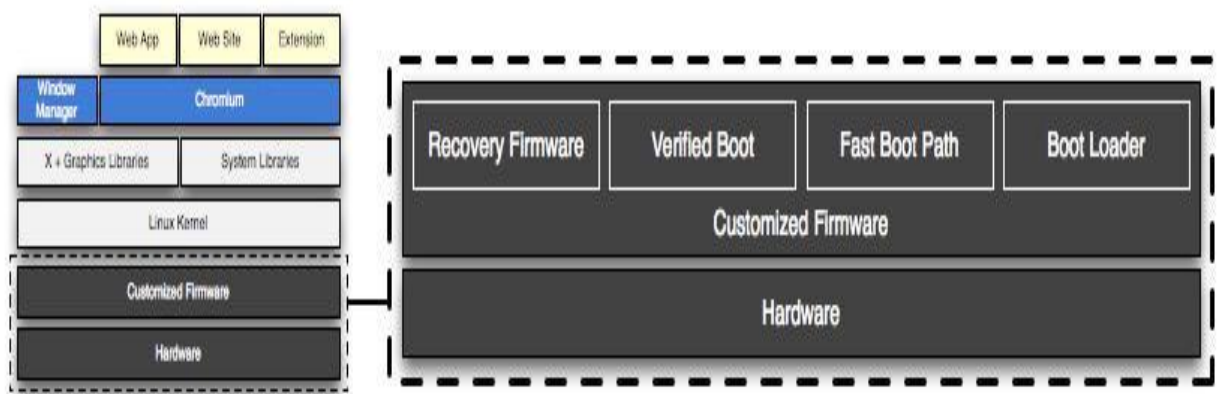 Web App
Web Site
Extension
Window
Manager
Chromium
X + Graphics Libraries
System Libraries
Linux Kernel
Customized Firmware
Hardware
Recovery Firmware
Verified Boot
Fast Boot Path
Boot Loader
Customized Firmware
Hardware